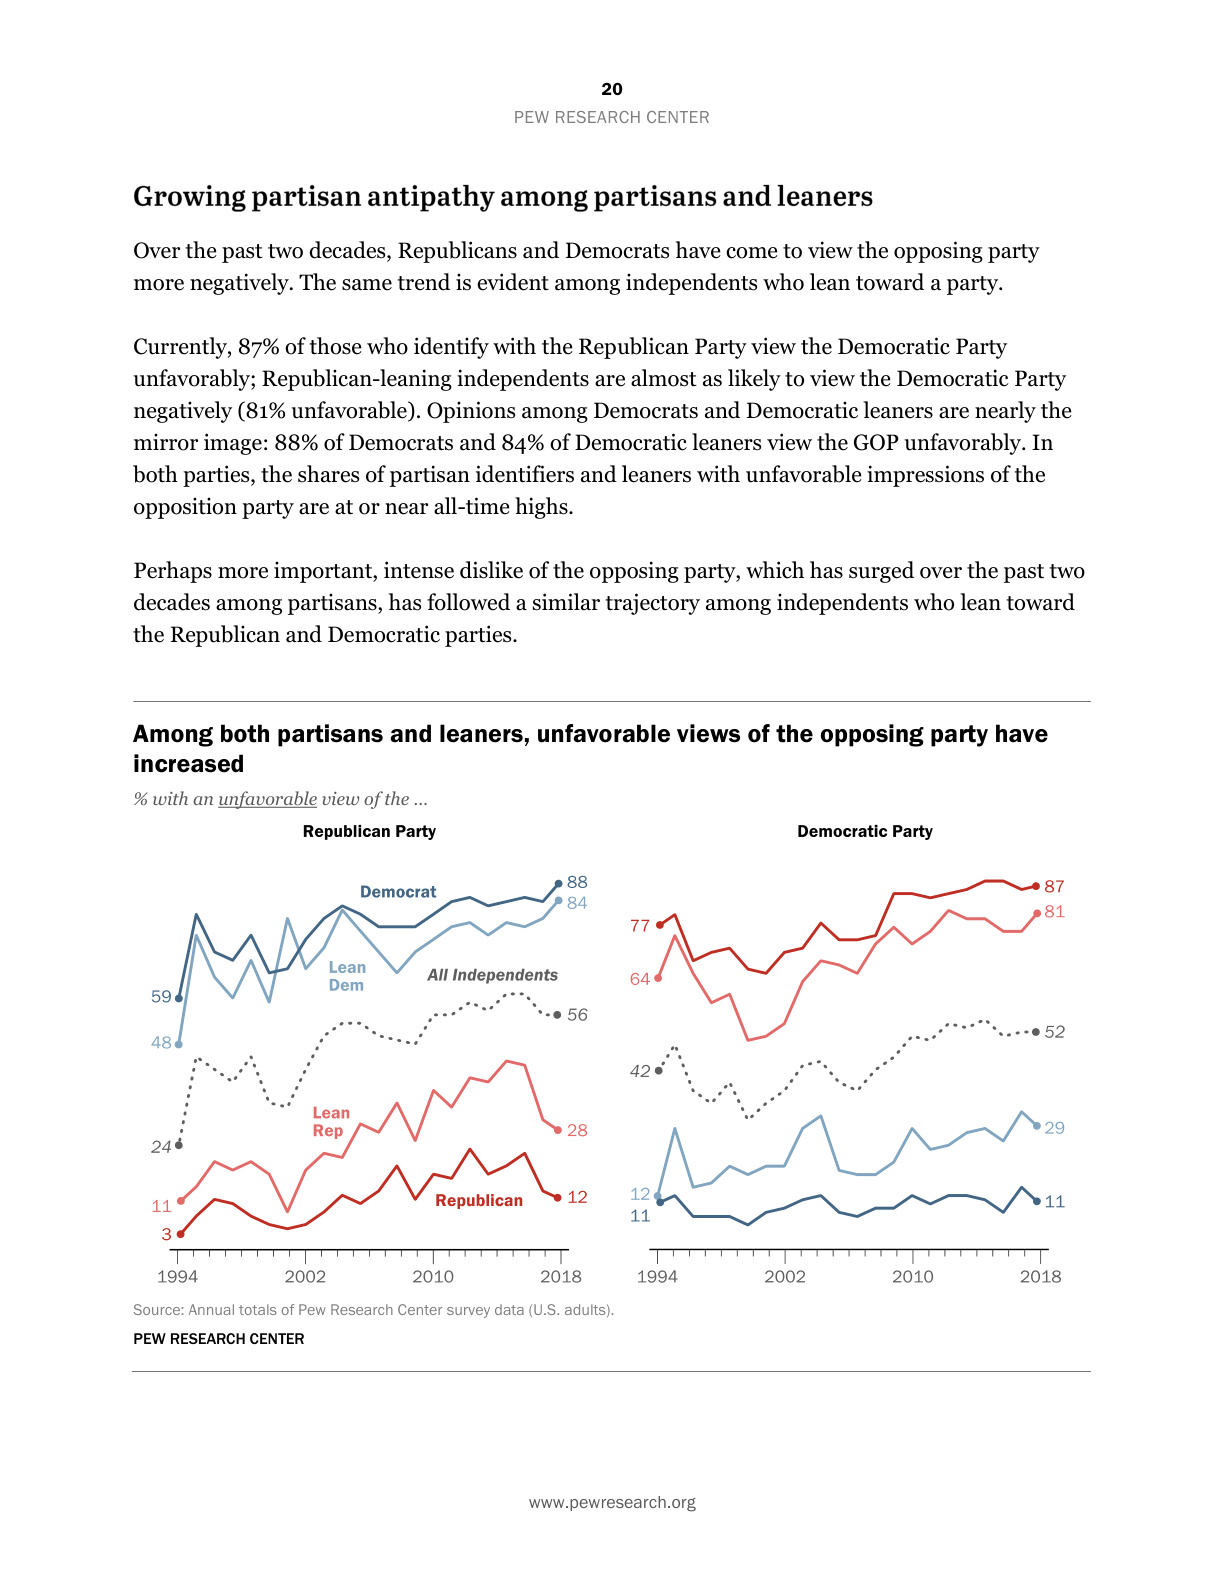 20
PEW RESEARCH CENTER
Growing partisan antipathy among partisans and leaners
Over the past two decades, Republicans and Democrats have come to view the opposing party
more negatively. The same trend is evident among independents who lean toward a party.
Currently, 87% of those who identify with the Republican Party view the Democratic Party
unfavorably; Republican-leaning independents are almost as likely to view the Democratic Party
negatively (81% unfavorable). Opinions among Democrats and Democratic leaners are nearly the
mirror image: 88% of Democrats and 84% of Democratic leaners view the GOP unfavorably. In
both parties, the shares of partisan identifiers and leaners with unfavorable impressions of the
opposition party are at or near all-time highs.
Perhaps more important, intense dislike of the opposing party, which has surged over the past two
decades among partisans, has followed a similar trajectory among independents who lean toward
the Republican and Democratic parties.
Among both partisans and leaners, unfavorable views of the opposing party have
increased
% with an unfavorable view of the ...
Republican Party
Democrat
88
84
Lean
Dem
All Independents
59
48
56
24
Lean
Rep
28
11
Republican
12
3
1994 2002 2010 2018
Democratic Party
87
81
77
64
52
42
29
12
11
11
1994 2002 2010 2018
Source: Annual totals of Pew Research Center survey data (U.S. adults).
PEW RESEARCH CENTER
www.pewresearch.org